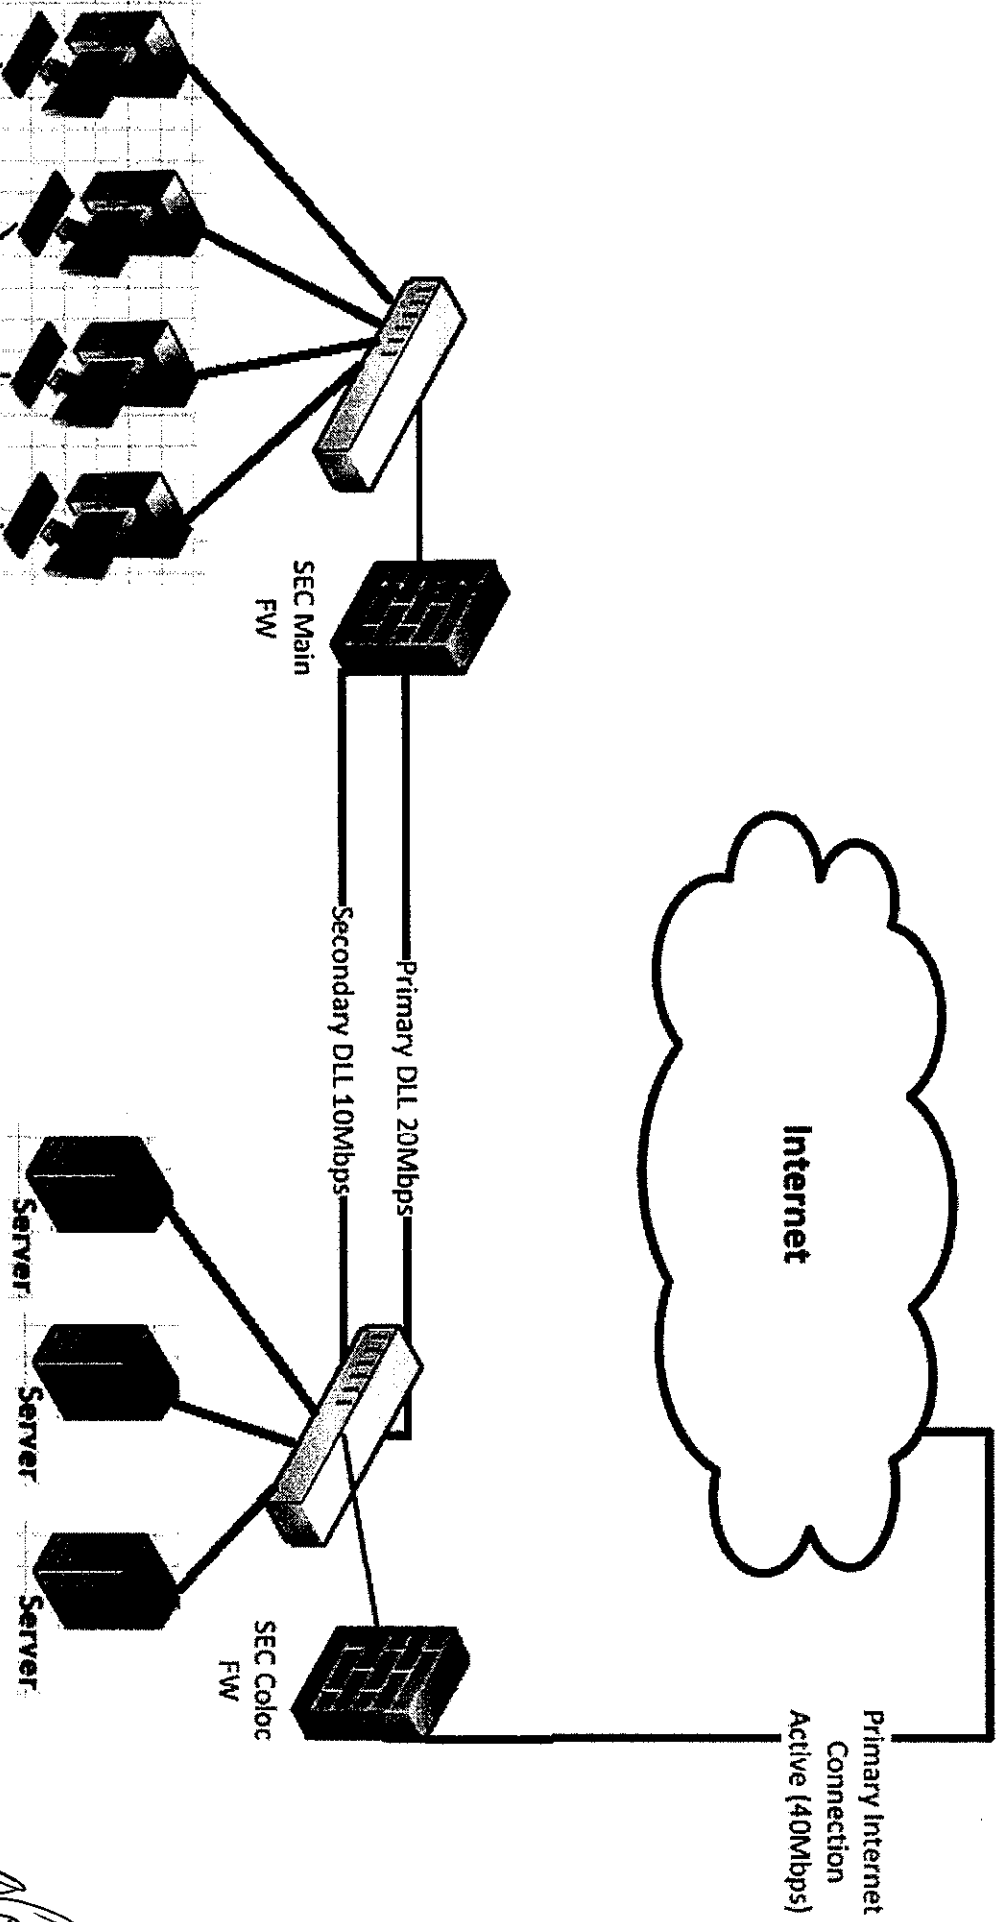 Internet
Primary Internet
Connection
Active (40Mbps)
Primary DLL 20Mbps
Secondary DLL 10Mbps
SEC Main
FW
SEC Coloc
FW
Server
Server
Server